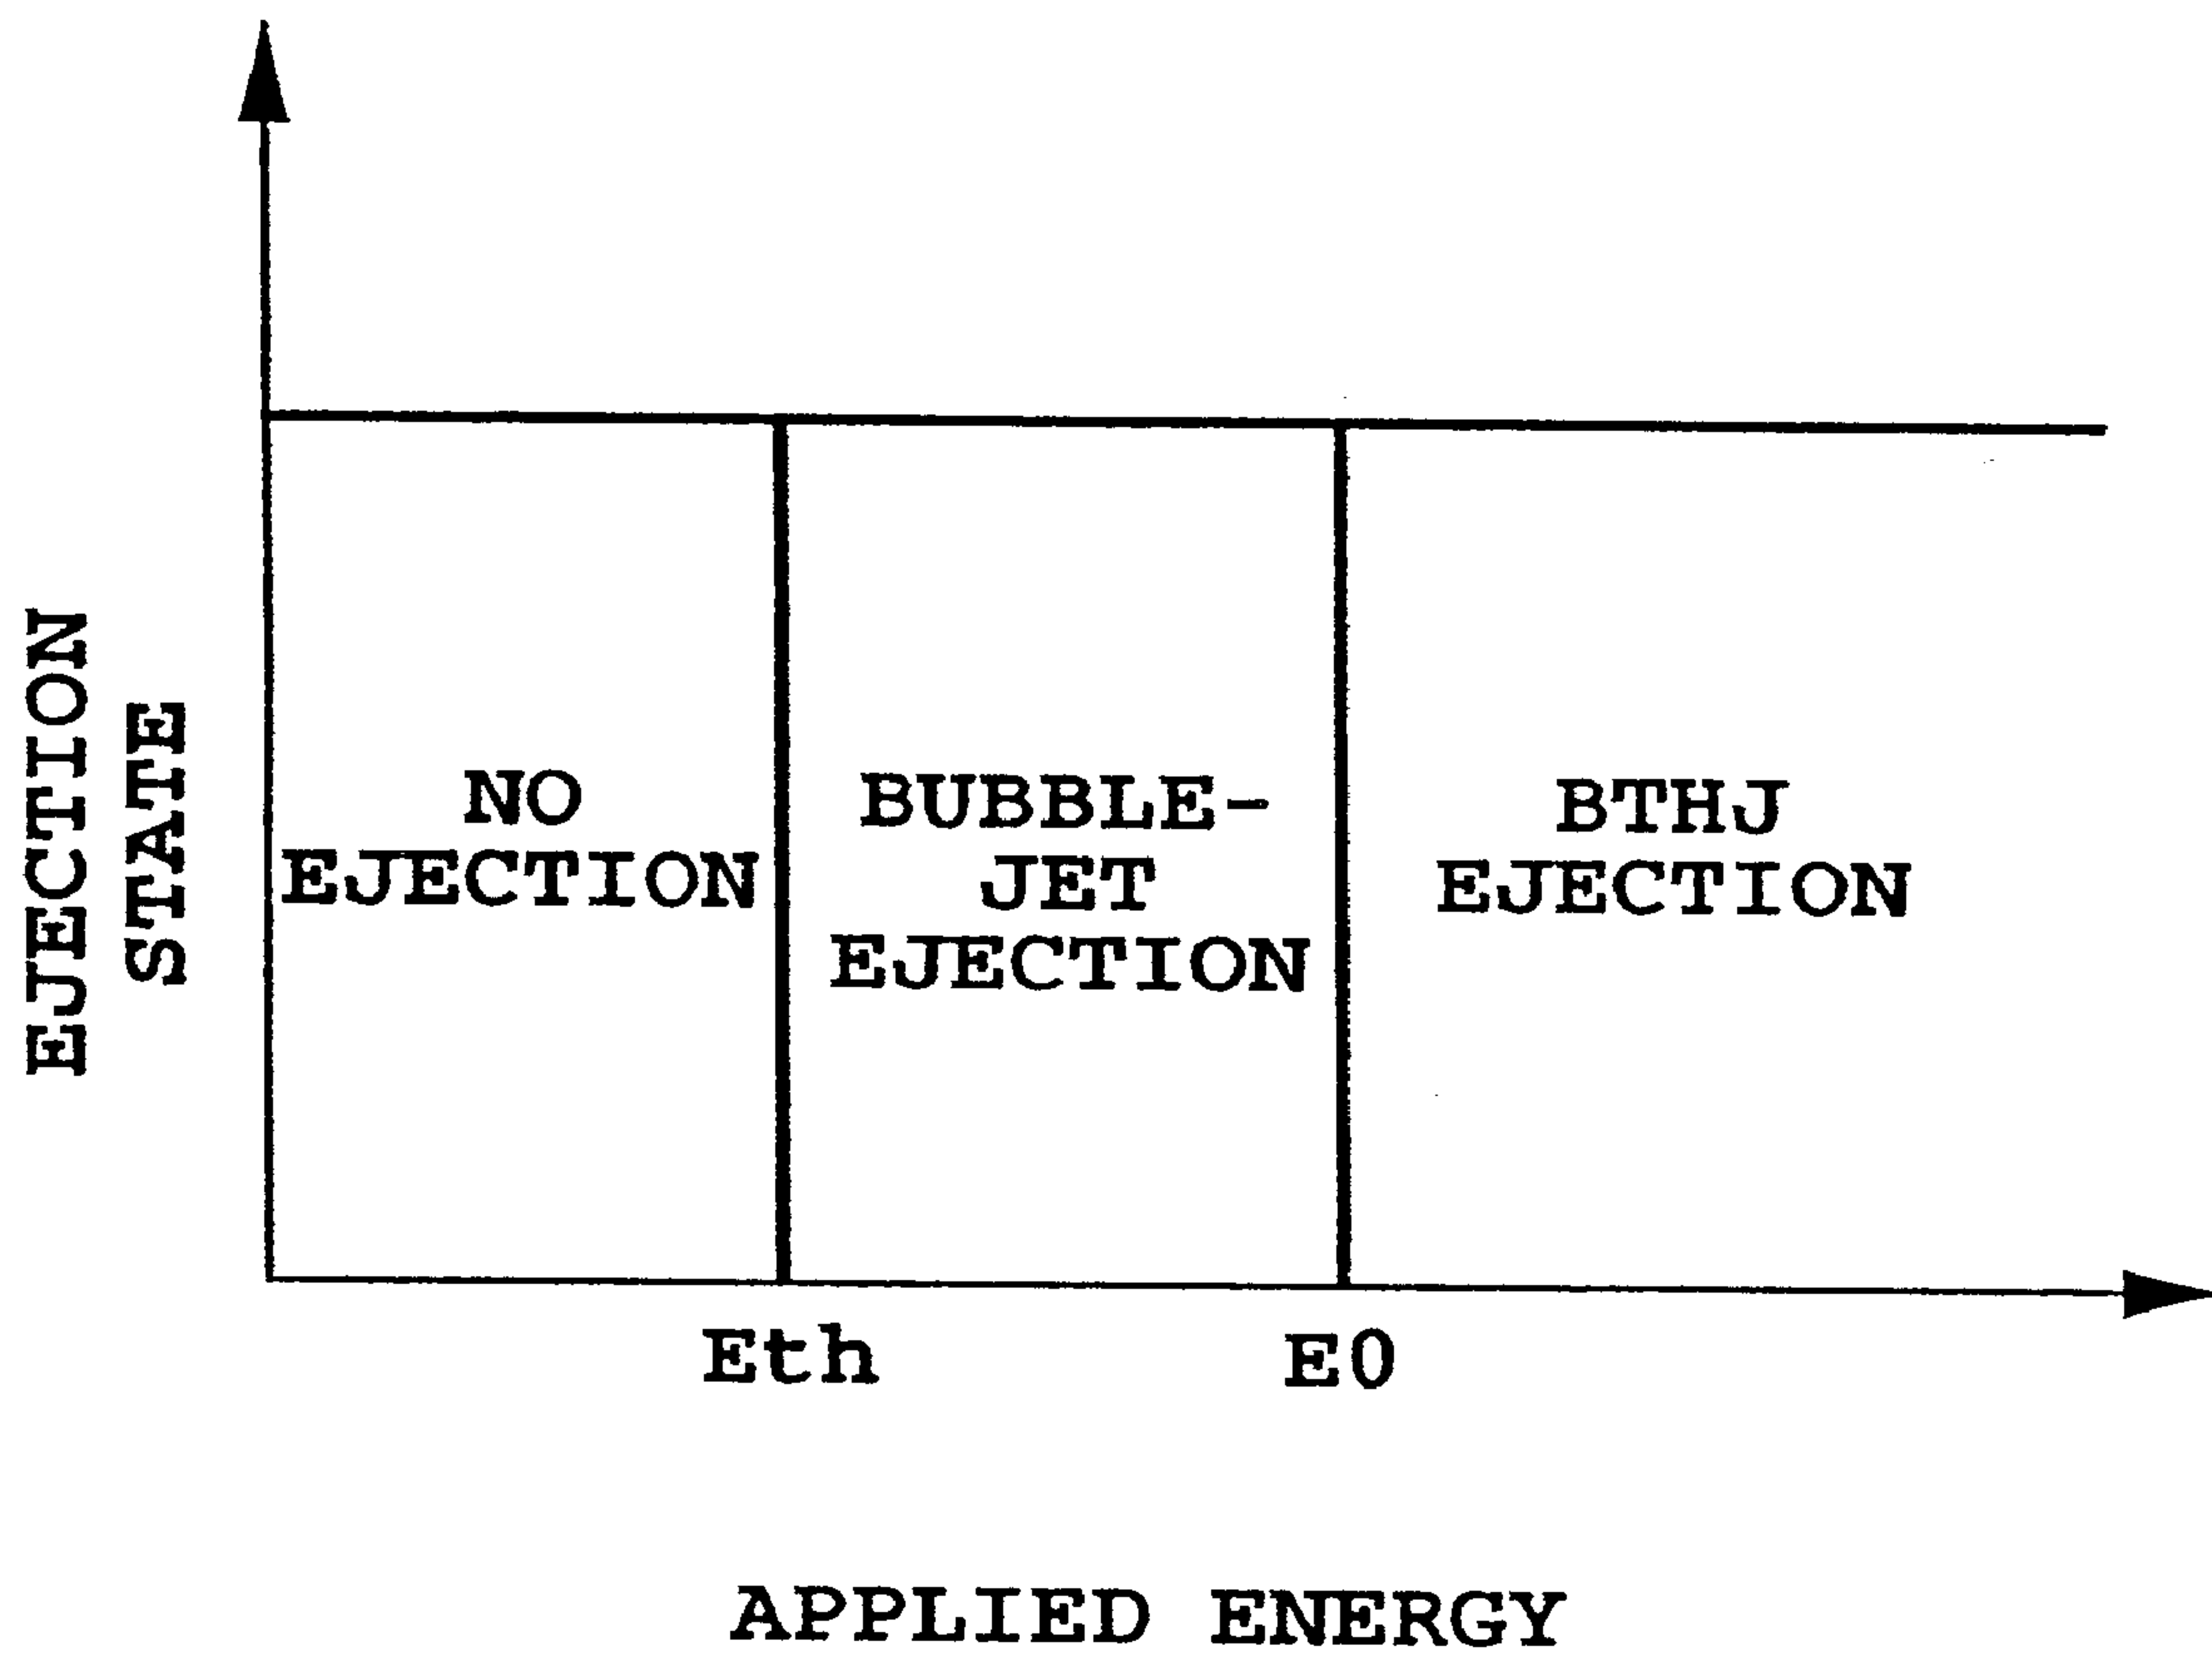 EJECTION
STATE
NO
EJECTION
BUBBLE-
JET
EJECTION
BTHJ
EJECTION
Eth
E0
APPLIED ENERGY